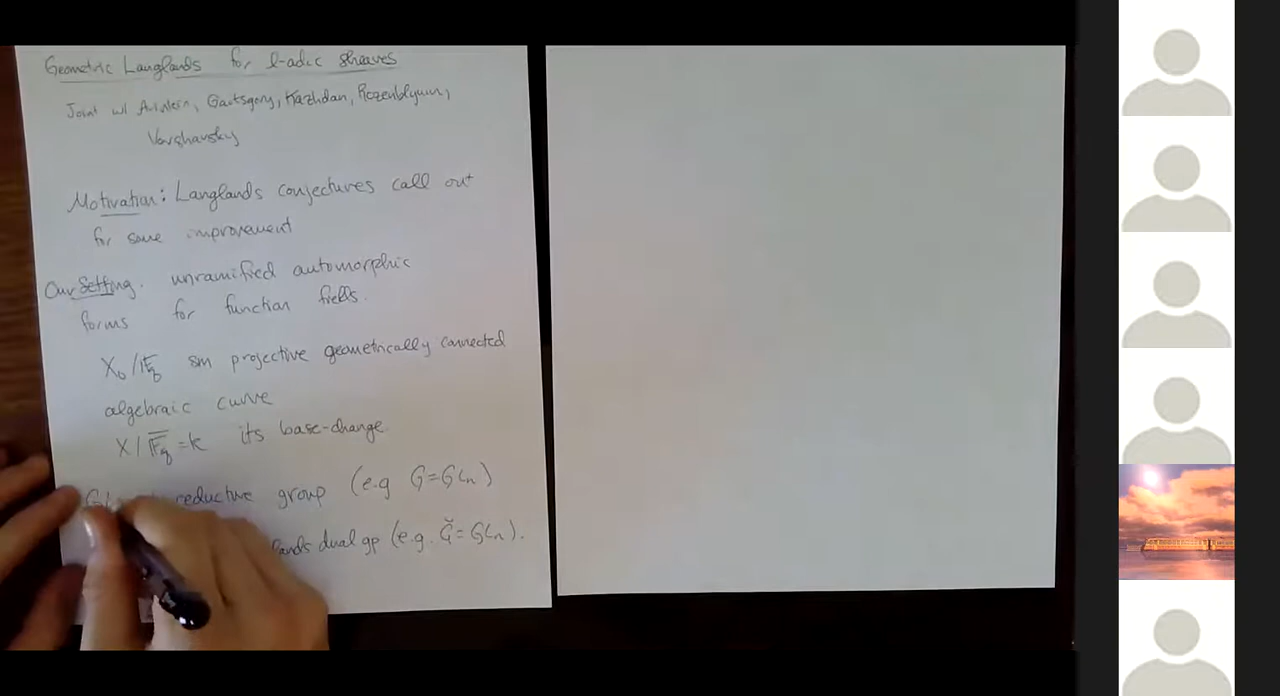 Geometric Langlands for l-adic sheaves
Joint w/ Arinkin, Gaitsgory, Kazhdan, Rozenblyum,
Varshavsky
Motivation: Langlands conjectures call out
for some improvement
Our Setting. unramified automorphic
forms for function fields.
X₀/𝔽_q sm projective geometrically connected
algebraic curve
X/𝔽̄_q = k its base-change
reductive group (e.g G=GLn)
dual gp (e.g. Ǧ = GLn).